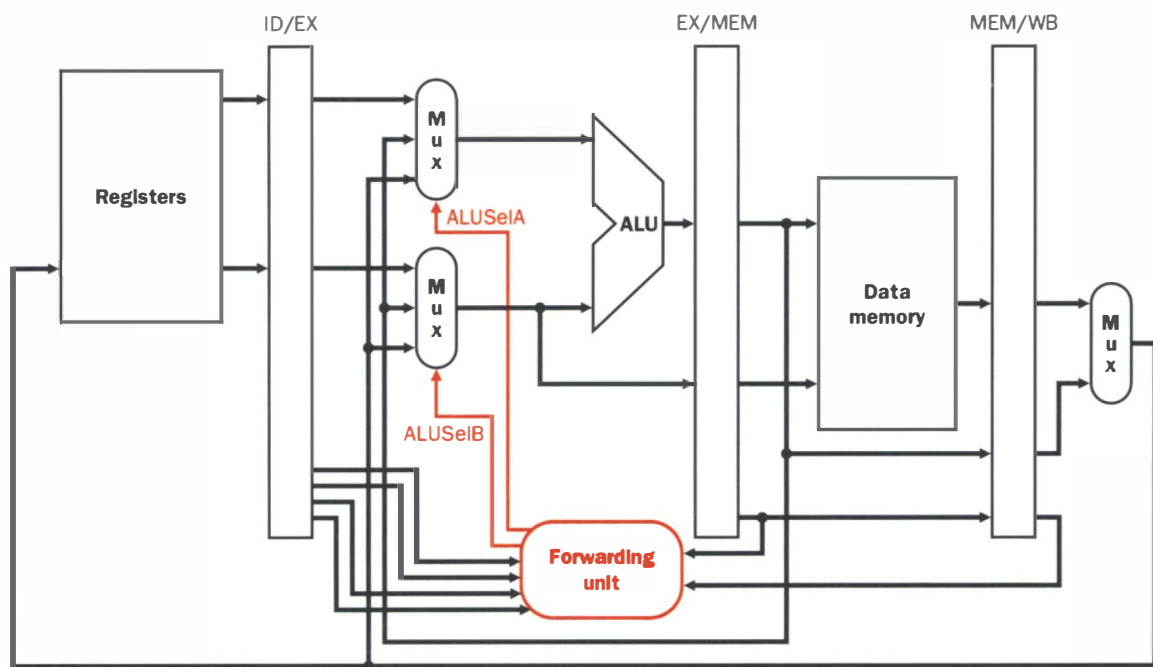 ID/EX
EX/MEM
MEM/WB
M
u
x
Registers
ALUSelA
ALU
M
u
x
Data
memory
M
u
x
ALUSelB
Forwarding
unit